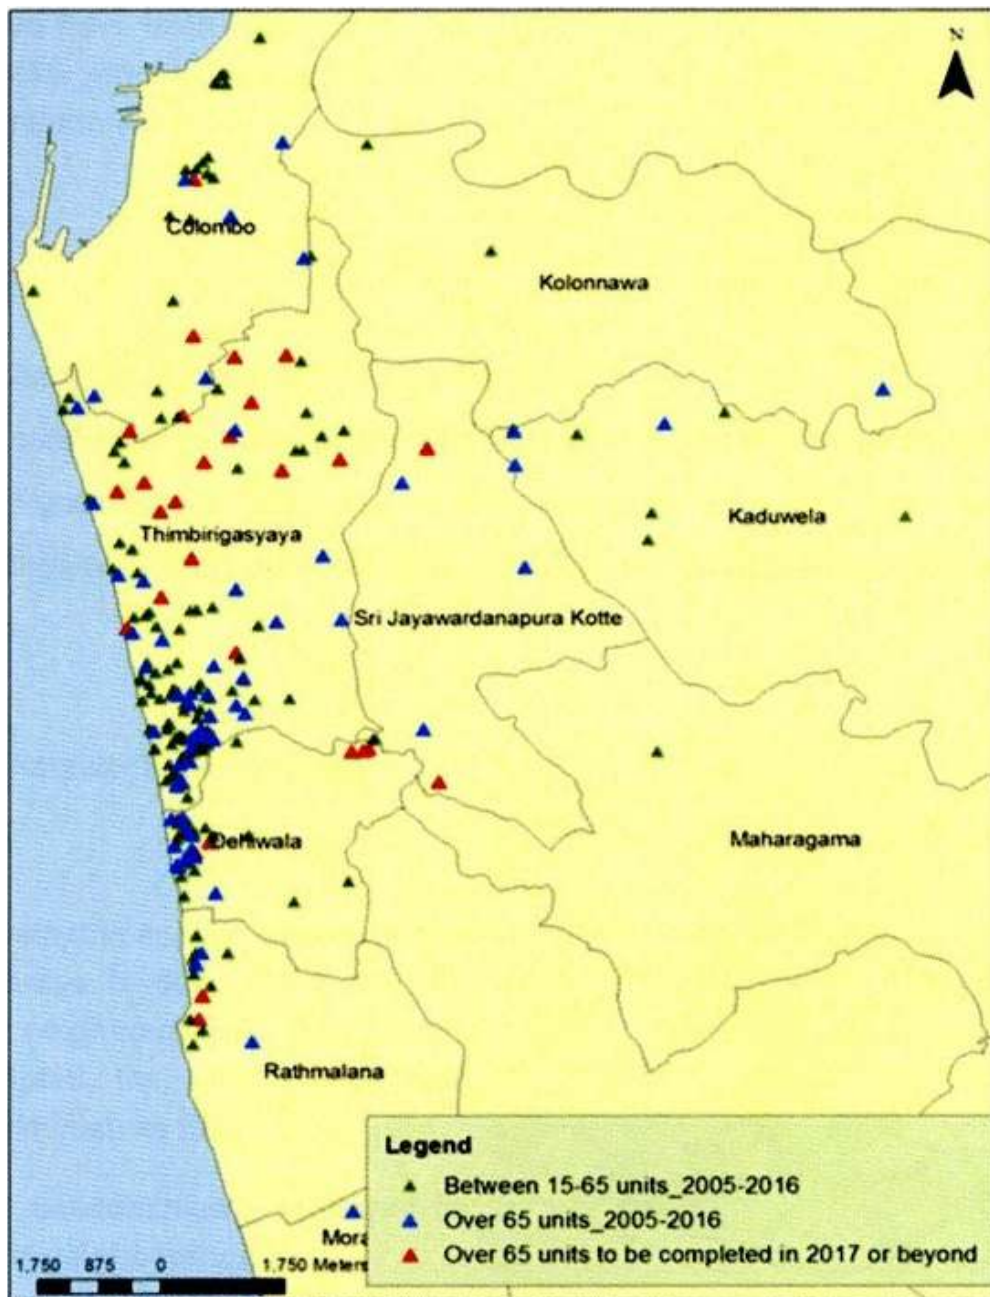 N
Colombo
Kolonnawa
Kaduwela
Thimbirigasyaya
Sri Jayawardanapura Kotte
Maharagama
Dehiwala
Rathmalana
Mora
Legend
Between 15-65 units_2005-2016
Over 65 units_2005-2016
Over 65 units to be completed in 2017 or beyond
1,750 875 0 1,750 Meters